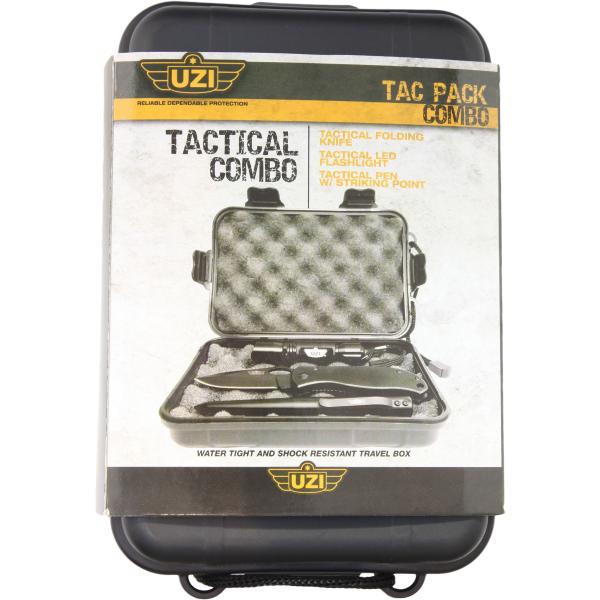 UZI
RELIABLE DEPENDABLE PROTECTION
TAC PACK
COMBO
TACTICAL
COMBO
TACTICAL FOLDING
KNIFE
TACTICAL LED
FLASHLIGHT
TACTICAL PEN
W/ STRIKING POINT
UZI
WATER TIGHT AND SHOCK RESISTANT TRAVEL BOX
UZI